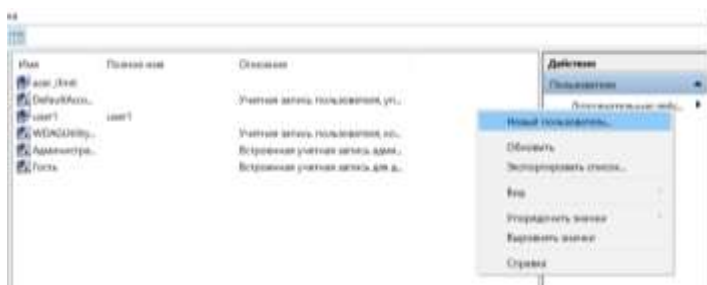 Имя Полное имя Описание
DefaultAcco... Учетная запись пользователя, уп...
user1 user1
WDAGUtility... Учетная запись пользователя, ко...
Администра... Встроенная учетная запись адми...
Гость Встроенная учетная запись для д...
Действия
Пользователи
Дополнительные дейс...
Новый пользователь...
Обновить
Экспортировать список...
Вид
Упорядочить значки
Выровнять значки
Справка